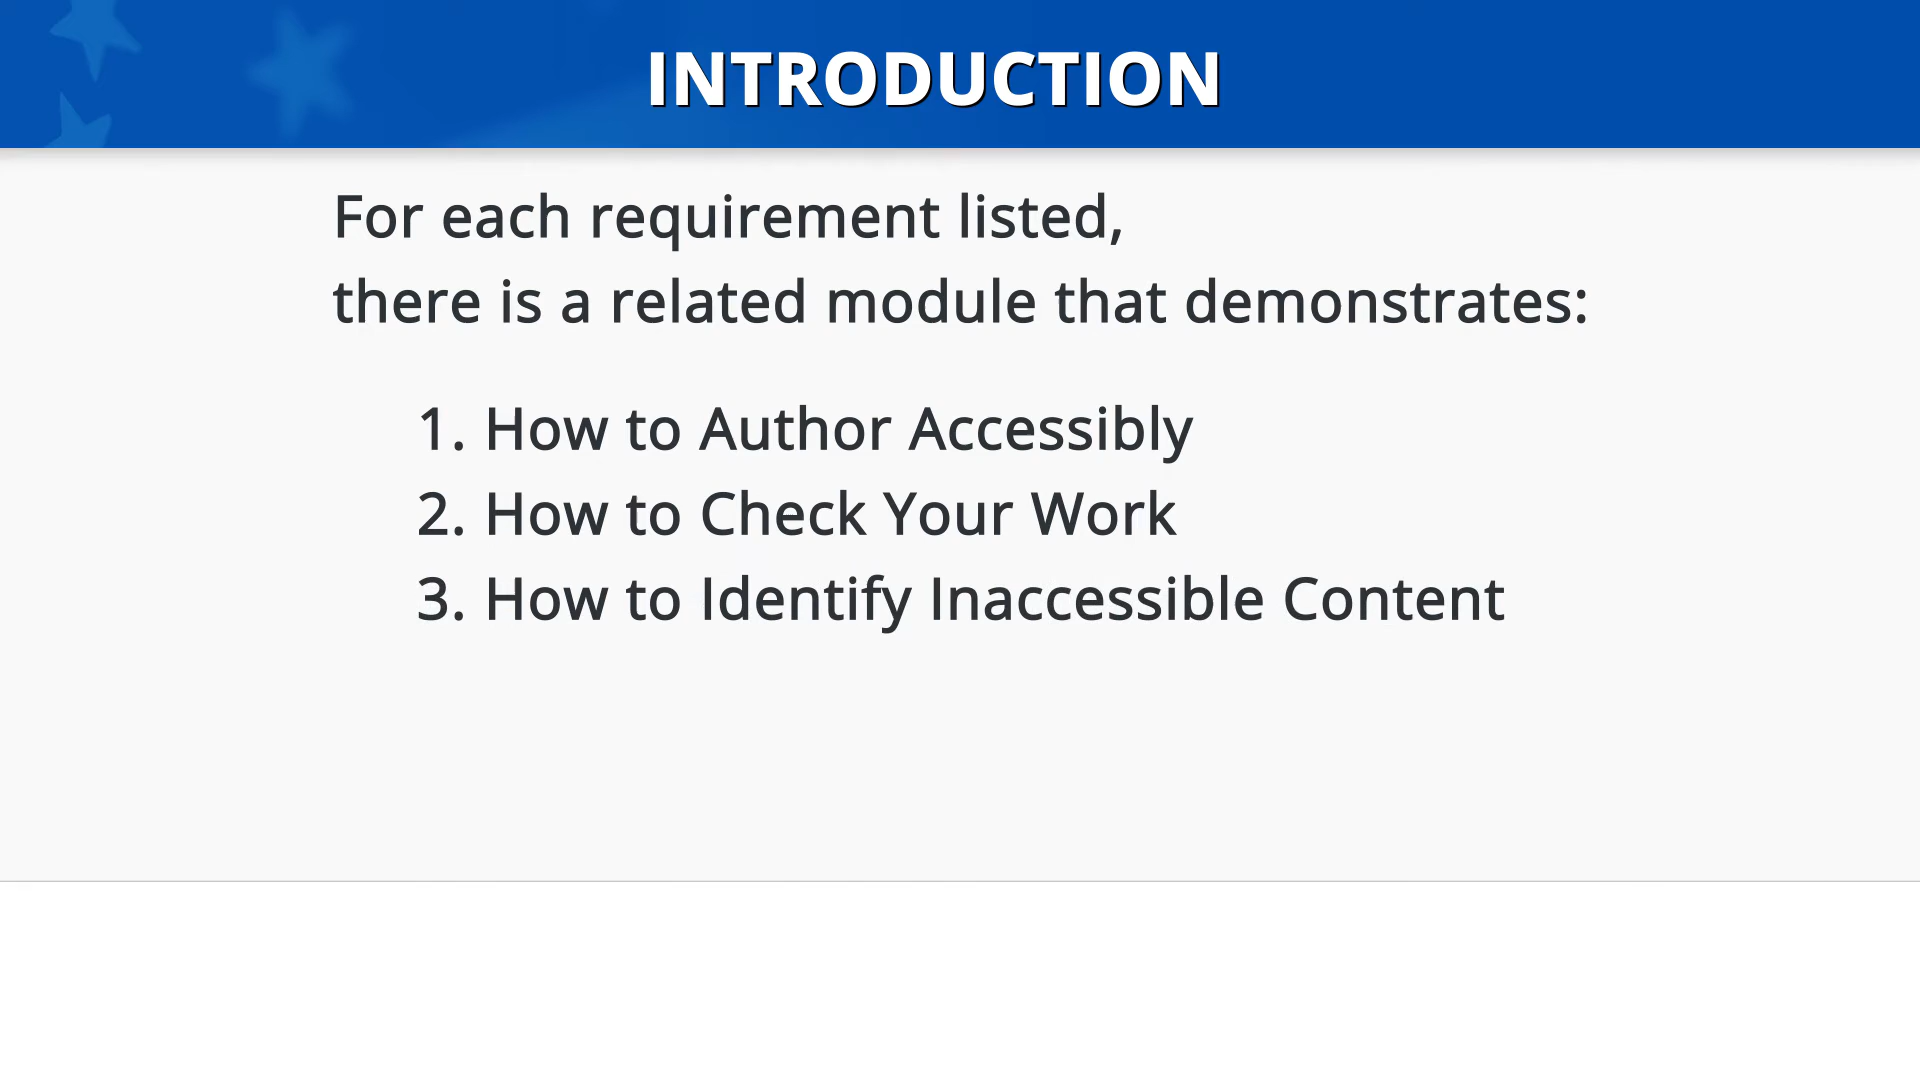 INTRODUCTION
For each requirement listed,
there is a related module that demonstrates:
1. How to Author Accessibly
2. How to Check Your Work
3. How to Identify Inaccessible Content